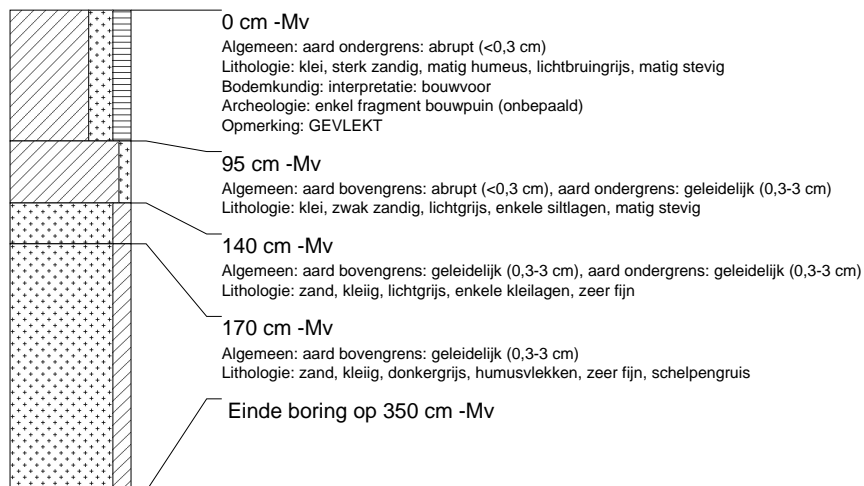 0 cm -Mv
Algemeen: aard ondergrens: abrupt (<0,3 cm)
Lithologie: klei, sterk zandig, matig humeus, lichtbruingrijs, matig stevig
Bodemkundig: interpretatie: bouwvoor
Archeologie: enkel fragment bouwpuin (onbepaald)
Opmerking: GEVLEKT
95 cm -Mv
Algemeen: aard bovengrens: abrupt (<0,3 cm), aard ondergrens: geleidelijk (0,3-3 cm)
Lithologie: klei, zwak zandig, lichtgrijs, enkele siltlagen, matig stevig
140 cm -Mv
Algemeen: aard bovengrens: geleidelijk (0,3-3 cm), aard ondergrens: geleidelijk (0,3-3 cm)
Lithologie: zand, kleiig, lichtgrijs, enkele kleilagen, zeer fijn
170 cm -Mv
Algemeen: aard bovengrens: geleidelijk (0,3-3 cm)
Lithologie: zand, kleiig, donkergrijs, humusvlekken, zeer fijn, schelpengruis
Einde boring op 350 cm -Mv